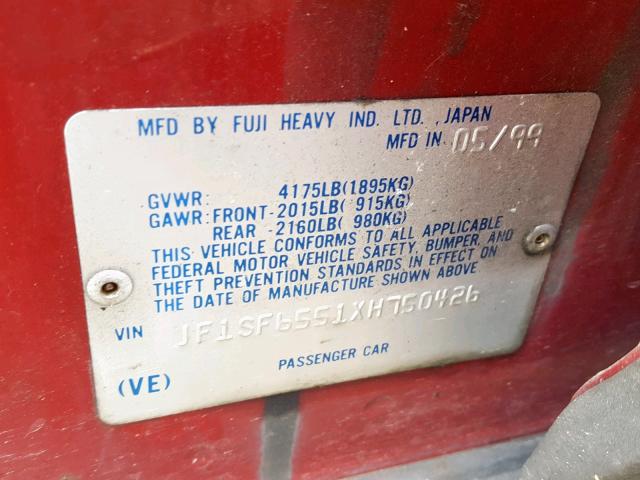 MFD BY FUJI HEAVY IND. LTD., JAPAN
MFD IN 05/99
GVWR: 4175LB(1895KG)
GAWR: FRONT-2015LB( 915KG)
REAR -2160LB( 980KG)
THIS VEHICLE CONFORMS TO ALL APPLICABLE
FEDERAL MOTOR VEHICLE SAFETY, BUMPER, AND
THEFT PREVENTION STANDARDS IN EFFECT ON
THE DATE OF MANUFACTURE SHOWN ABOVE
VIN JF1SF6551XH750426
PASSENGER CAR
(VE)